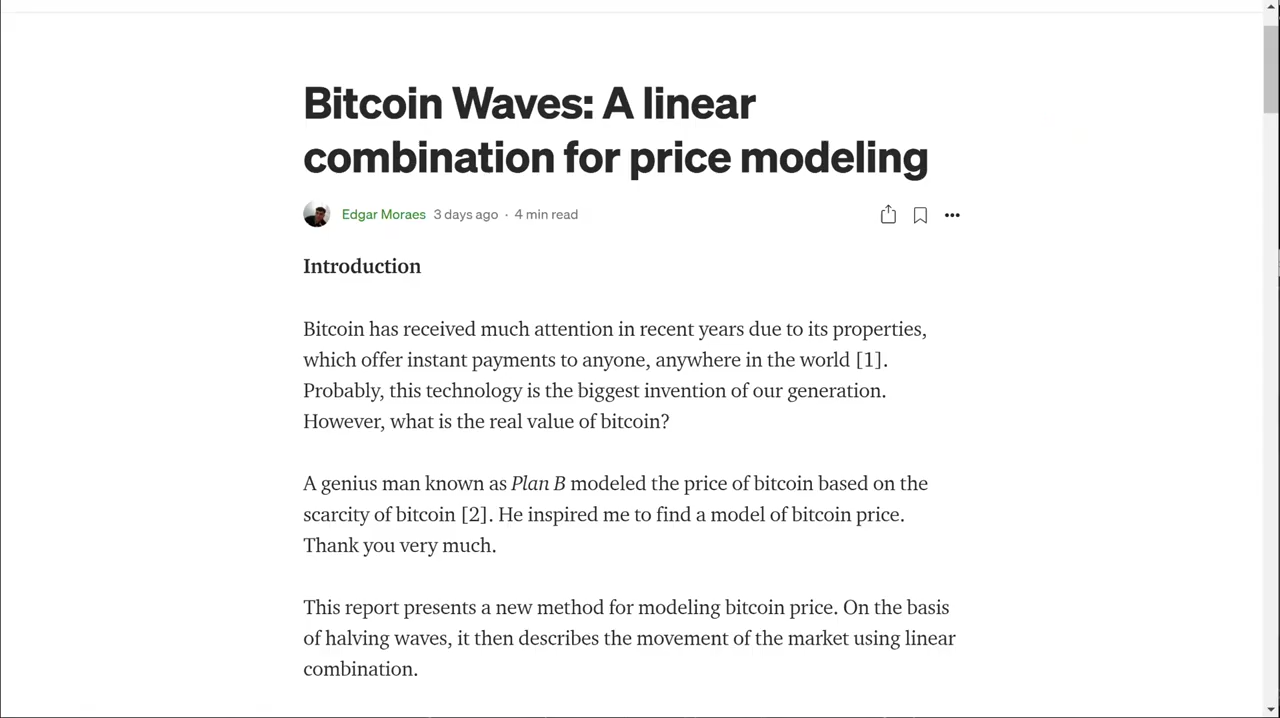 Bitcoin Waves: A linear
combination for price modeling
Edgar Moraes 3 days ago · 4 min read
Introduction
Bitcoin has received much attention in recent years due to its properties,
which offer instant payments to anyone, anywhere in the world [1].
Probably, this technology is the biggest invention of our generation.
However, what is the real value of bitcoin?
A genius man known as Plan B modeled the price of bitcoin based on the
scarcity of bitcoin [2]. He inspired me to find a model of bitcoin price.
Thank you very much.
This report presents a new method for modeling bitcoin price. On the basis
of halving waves, it then describes the movement of the market using linear
combination.